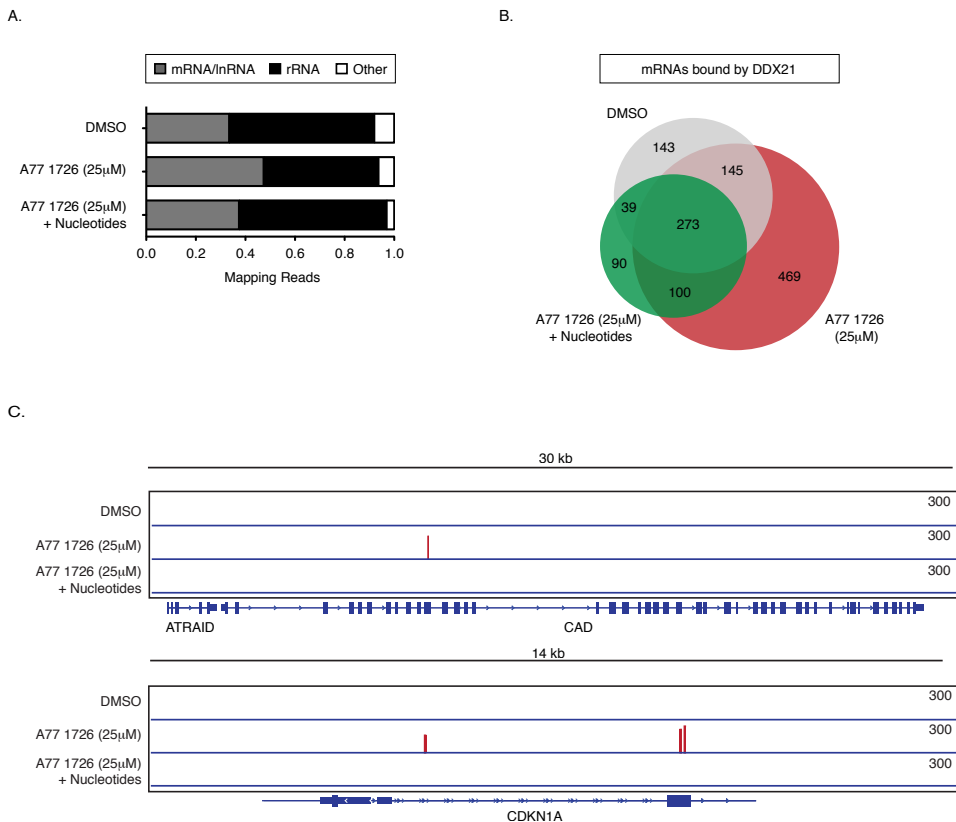 A.
mRNA/lnRNA rRNA Other
DMSO
A77 1726 (25µM)
A77 1726 (25µM)
+ Nucleotides
0.0 0.2 0.4 0.6 0.8 1.0
Mapping Reads
B.
mRNAs bound by DDX21
DMSO
143
145
39
273
90
100
469
A77 1726 (25µM)
+ Nucleotides
A77 1726
(25µM)
C.
30 kb
DMSO 300
A77 1726 (25µM) 300
A77 1726 (25µM)
+ Nucleotides 300
ATRAID CAD
14 kb
DMSO 300
A77 1726 (25µM) 300
A77 1726 (25µM)
+ Nucleotides 300
CDKN1A